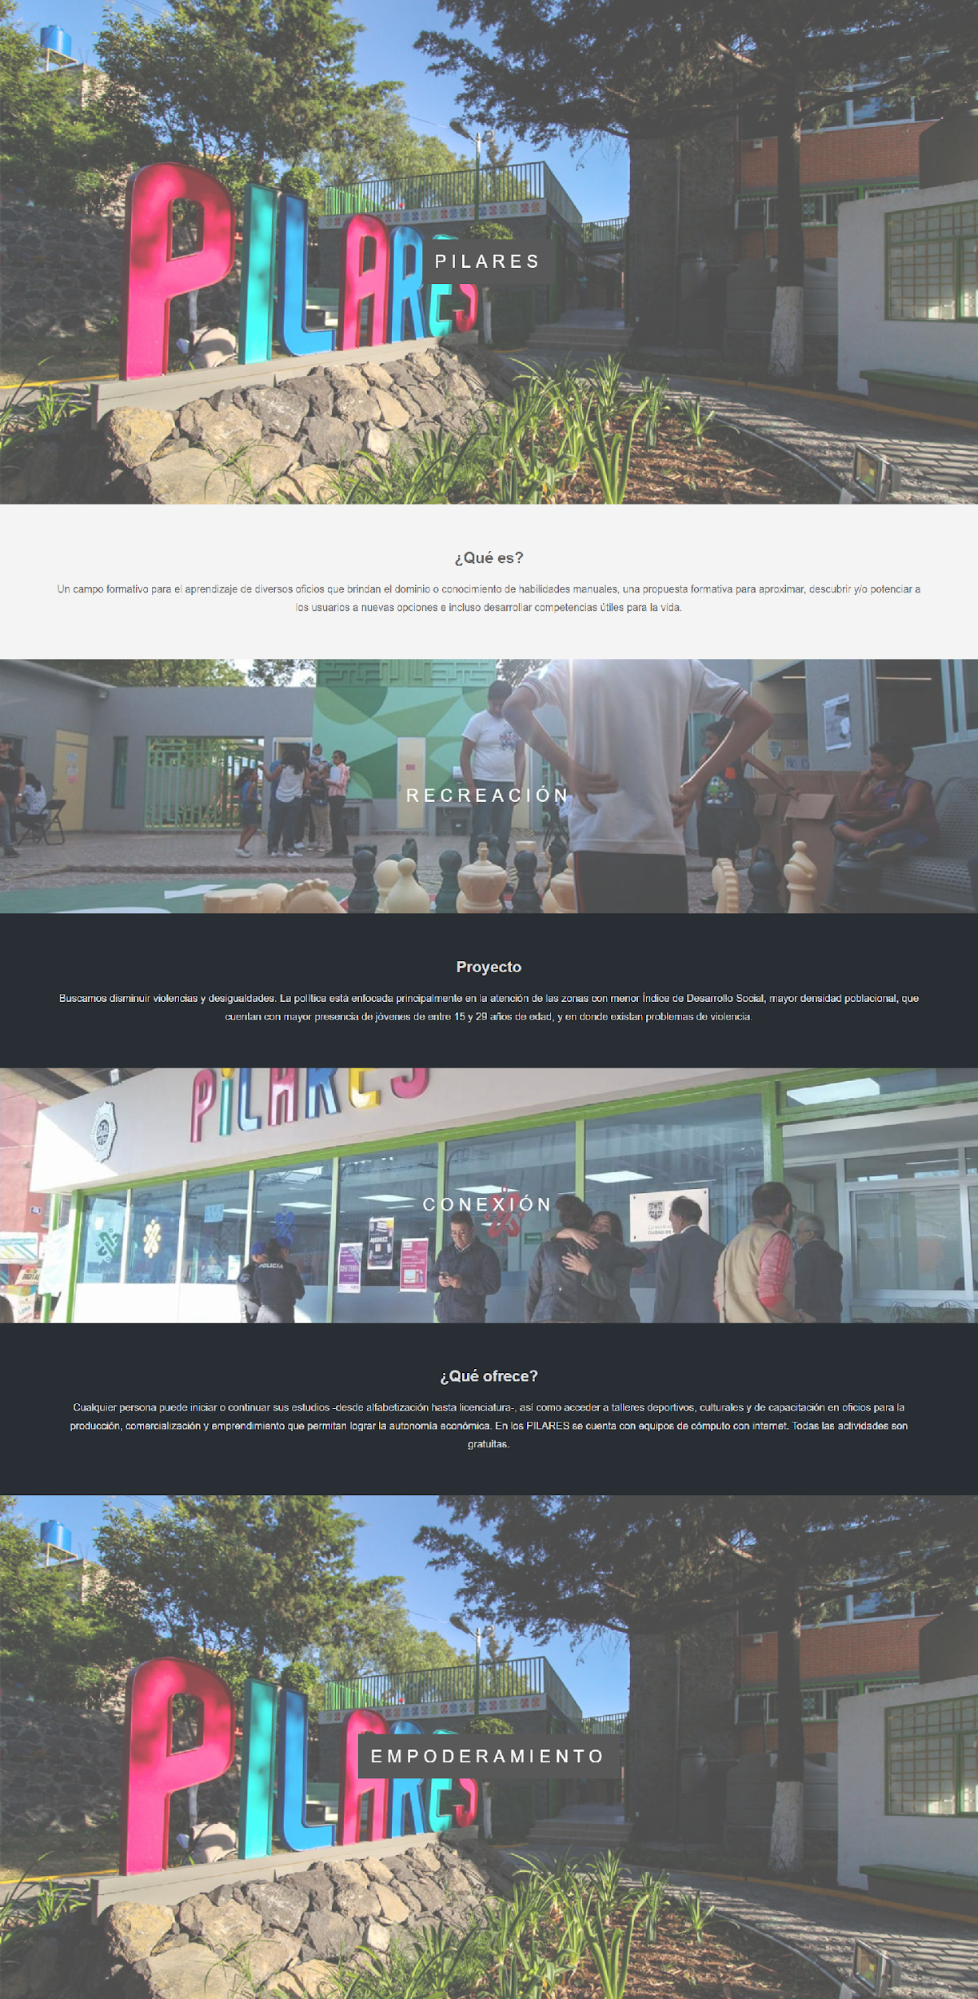 PILARES
PILARES
¿Qué es?
Un campo formativo para el aprendizaje de diversos oficios que brindan el dominio o conocimiento de habilidades manuales, una propuesta formativa para aproximar, descubrir y/o potenciar a
los usuarios a nuevas opciones e incluso desarrollar competencias útiles para la vida.
RECREACIÓN
Proyecto
Buscamos disminuir violencias y desigualdades. La política está enfocada principalmente en la atención de las zonas con menor Índice de Desarrollo Social, mayor densidad poblacional, que
cuentan con mayor presencia de jóvenes de entre 15 y 29 años de edad, y en donde existan problemas de violencia.
PILARES
CONEXIÓN
POLICIA
¿Qué ofrece?
Cualquier persona puede iniciar o continuar sus estudios -desde alfabetización hasta licenciatura-, así como acceder a talleres deportivos, culturales y de capacitación en oficios para la
producción, comercialización y emprendimiento que permitan lograr la autonomía económica. En los PILARES se cuenta con equipos de cómputo con internet. Todas las actividades son
gratuitas.
PILARES
EMPODERAMIENTO